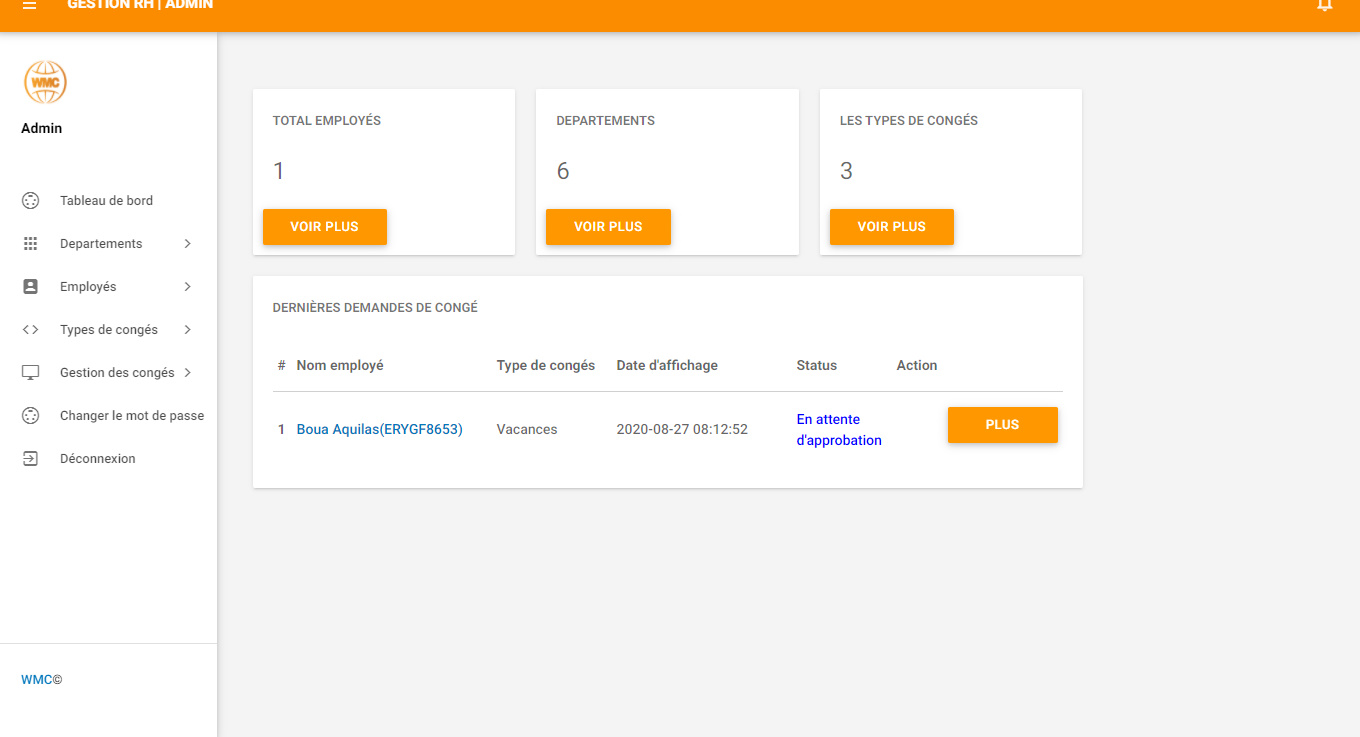 GESTION RH | ADMIN
WMC
Admin
Tableau de bord
Departements
Employés
Types de congés
Gestion des congés
Changer le mot de passe
Déconnexion
WMC©
TOTAL EMPLOYÉS
1
VOIR PLUS
DEPARTEMENTS
6
VOIR PLUS
LES TYPES DE CONGÉS
3
VOIR PLUS
DERNIÈRES DEMANDES DE CONGÉ
# Nom employé Type de congés Date d'affichage Status Action
1 Boua Aquilas(ERYGF8653) Vacances 2020-08-27 08:12:52 En attente
d'approbation
PLUS